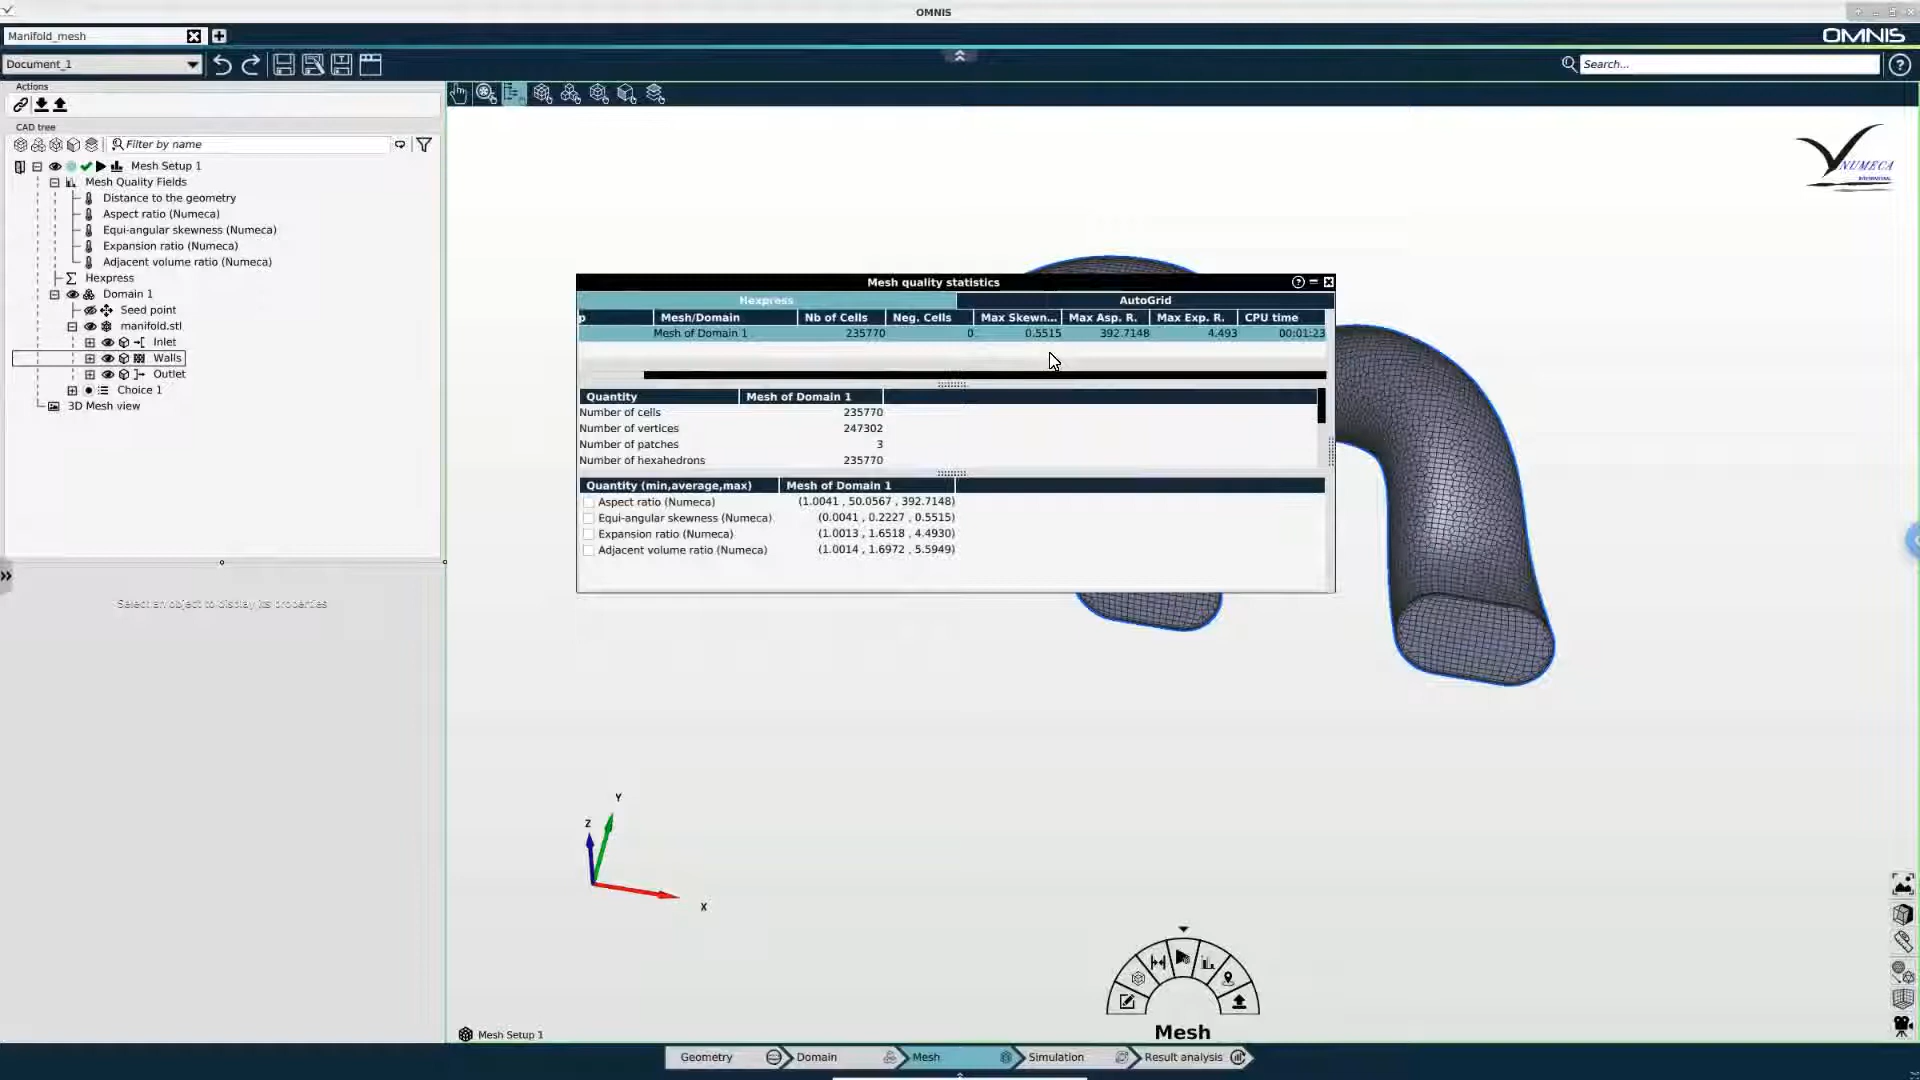 OMNIS
Manifold_mesh
OMNIS
Document_1
Search...
Actions
CAD tree
Filter by name
NUMECA
INTERNATIONAL
Mesh Setup 1
Mesh Quality Fields
Distance to the geometry
Aspect ratio (Numeca)
Equi-angular skewness (Numeca)
Expansion ratio (Numeca)
Adjacent volume ratio (Numeca)
Hexpress
Domain 1
Seed point
manifold.stl
Inlet
Walls
Outlet
Choice 1
3D Mesh view
Select an object to display its properties
Mesh quality statistics
Hexpress AutoGrid
p Mesh/Domain Nb of Cells Neg. Cells Max Skewn... Max Asp. R. Max Exp. R. CPU time
Mesh of Domain 1 235770 0 0.5515 392.7148 4.493 00:01:23
Quantity Mesh of Domain 1
Number of cells 235770
Number of vertices 247302
Number of patches 3
Number of hexahedrons 235770
Quantity (min,average,max) Mesh of Domain 1
Aspect ratio (Numeca) (1.0041 , 50.0567 , 392.7148)
Equi-angular skewness (Numeca) (0.0041 , 0.2227 , 0.5515)
Expansion ratio (Numeca) (1.0013 , 1.6518 , 4.4930)
Adjacent volume ratio (Numeca) (1.0014 , 1.6972 , 5.5949)
Y
Z
X
Mesh
Mesh Setup 1
Geometry Domain Mesh Simulation Result analysis